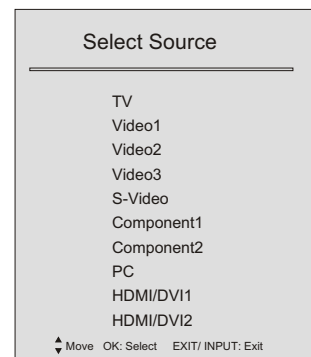 Select Source
TV
Video1
Video2
Video3
S-Video
Component1
Component2
PC
HDMI/DVI1
HDMI/DVI2
Move OK: Select EXIT/ INPUT: Exit